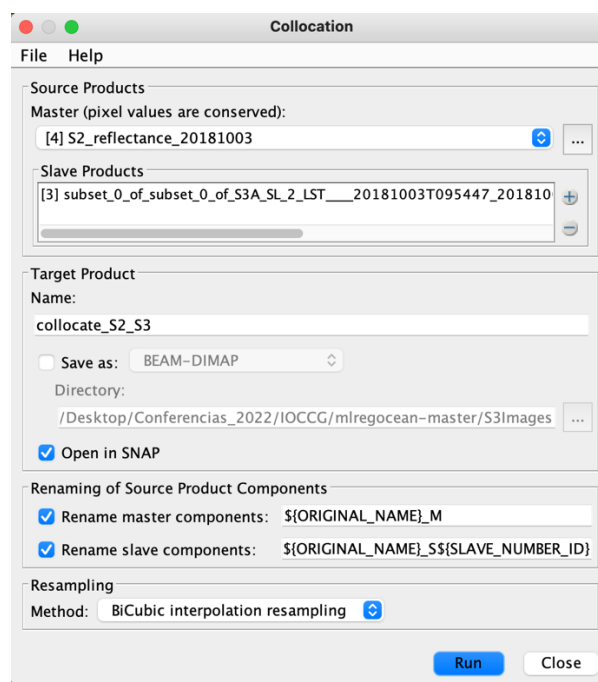 Collocation
File Help
Source Products
Master (pixel values are conserved):
[4] S2_reflectance_20181003
...
Slave Products
[3] subset_0_of_subset_0_of_S3A_SL_2_LST____20181003T095447_201810
Target Product
Name:
collocate_S2_S3
Save as: BEAM-DIMAP
Directory:
/Desktop/Conferencias_2022/IOCCG/mlregocean-master/S3Images
...
Open in SNAP
Renaming of Source Product Components
Rename master components: ${ORIGINAL_NAME}_M
Rename slave components: ${ORIGINAL_NAME}_S${SLAVE_NUMBER_ID}
Resampling
Method: BiCubic interpolation resampling
Run Close